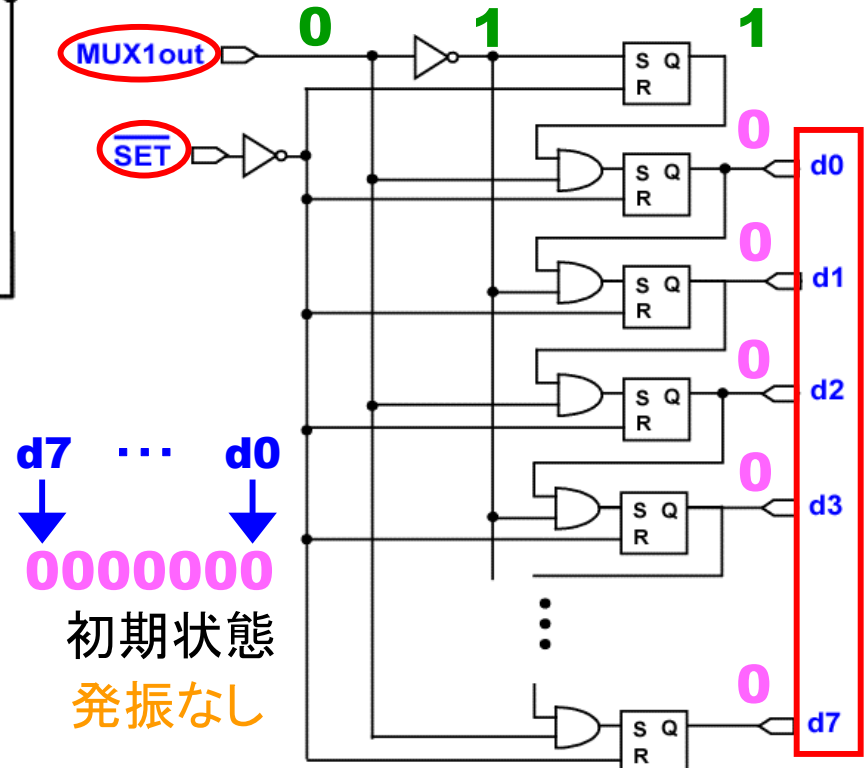 0 1 1
MUX1out
S Q
R
0
SET
S Q
R
d0
0
S Q
R
d1
0
S Q
R
d2
d7 ··· d0
0
S Q
R
d3
00000000
初期状態
発振なし
0
S Q
R
d7